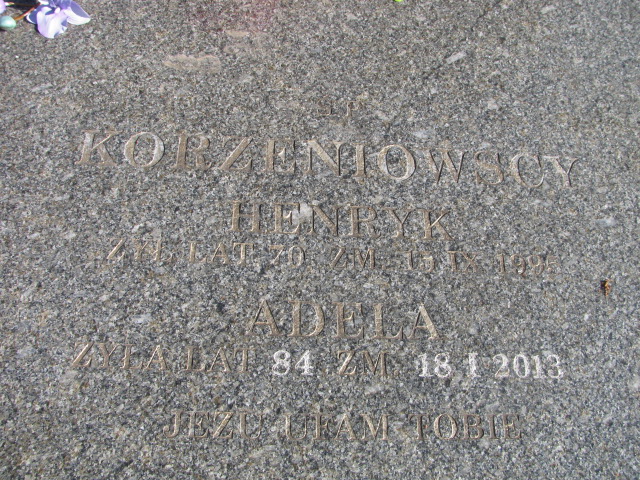 Ś.P.
KORZENIOWSCY
HENRYK
ŻYŁ LAT 70 ZM. IX
ADELA
ŻYŁA LAT 84. ZM. 18.I.2013
JEZU UFAM TOBIE